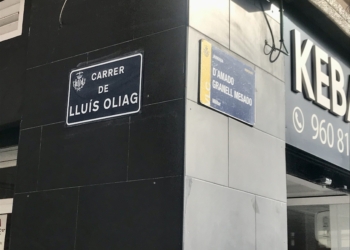 CARRER
DE
LLUÍS OLIAG
D'AMADO
GRANELL MESADO
KEBA
960 81